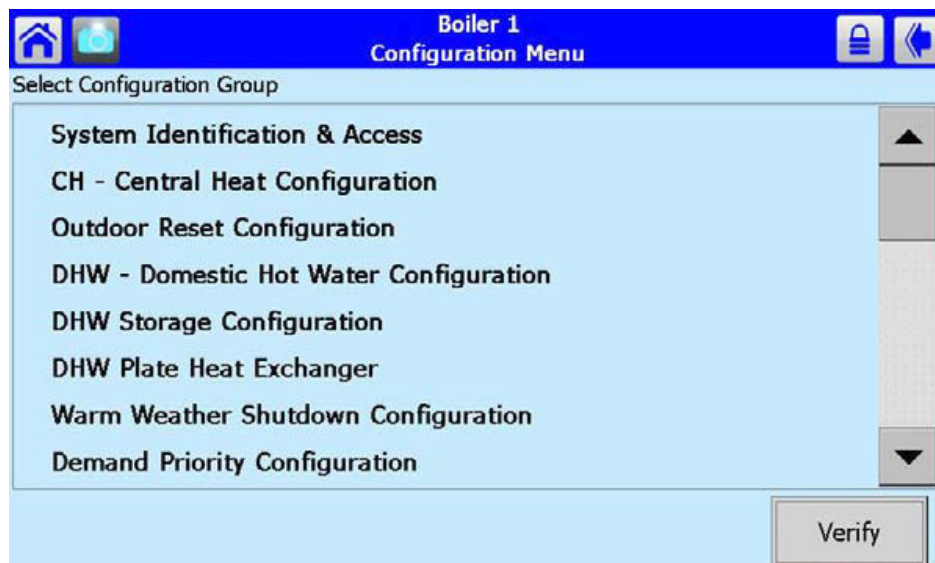 Boiler 1
Configuration Menu
Select Configuration Group
System Identification & Access
CH - Central Heat Configuration
Outdoor Reset Configuration
DHW - Domestic Hot Water Configuration
DHW Storage Configuration
DHW Plate Heat Exchanger
Warm Weather Shutdown Configuration
Demand Priority Configuration
Verify